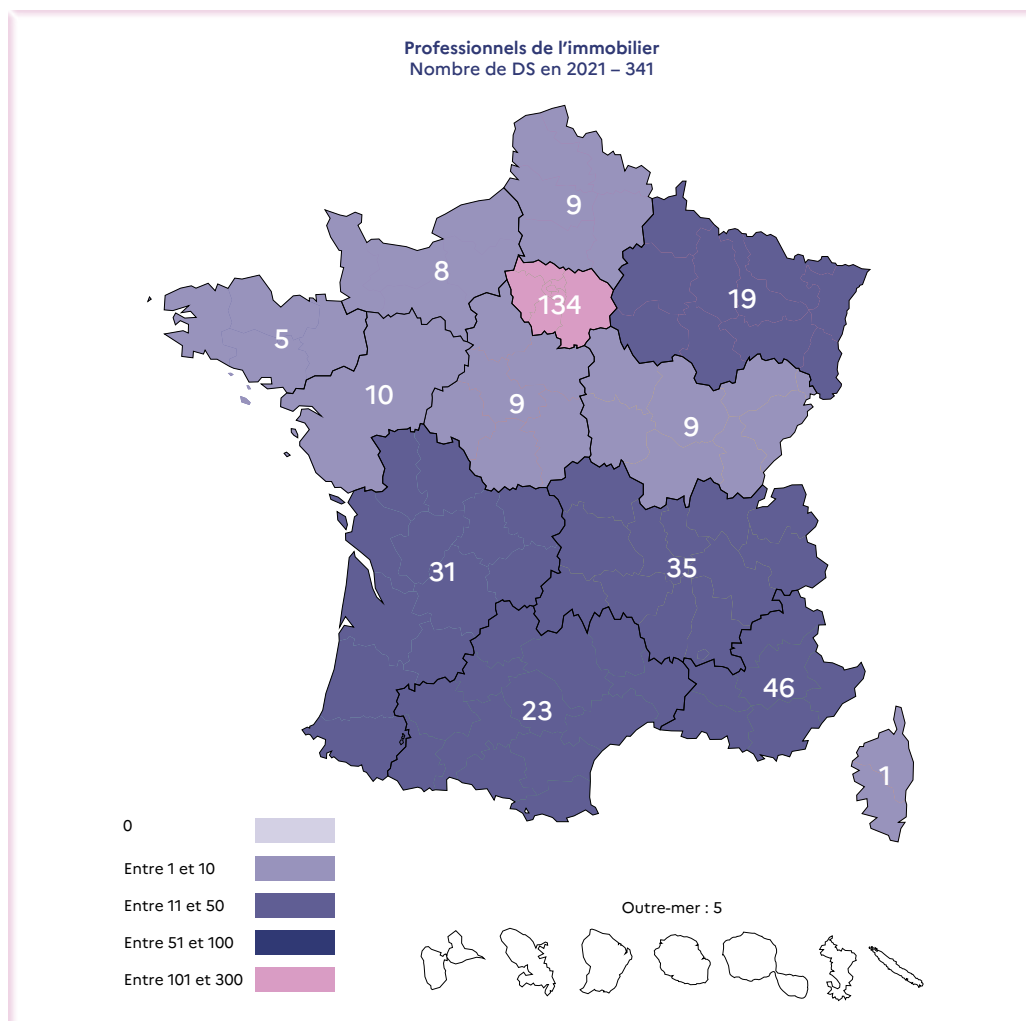 Professionnels de l'immobilier
Nombre de DS en 2021 – 341
9
8
134
19
5
10
9
9
31
35
46
23
1
0
Entre 1 et 10
Entre 11 et 50
Entre 51 et 100
Entre 101 et 300
Outre-mer : 5